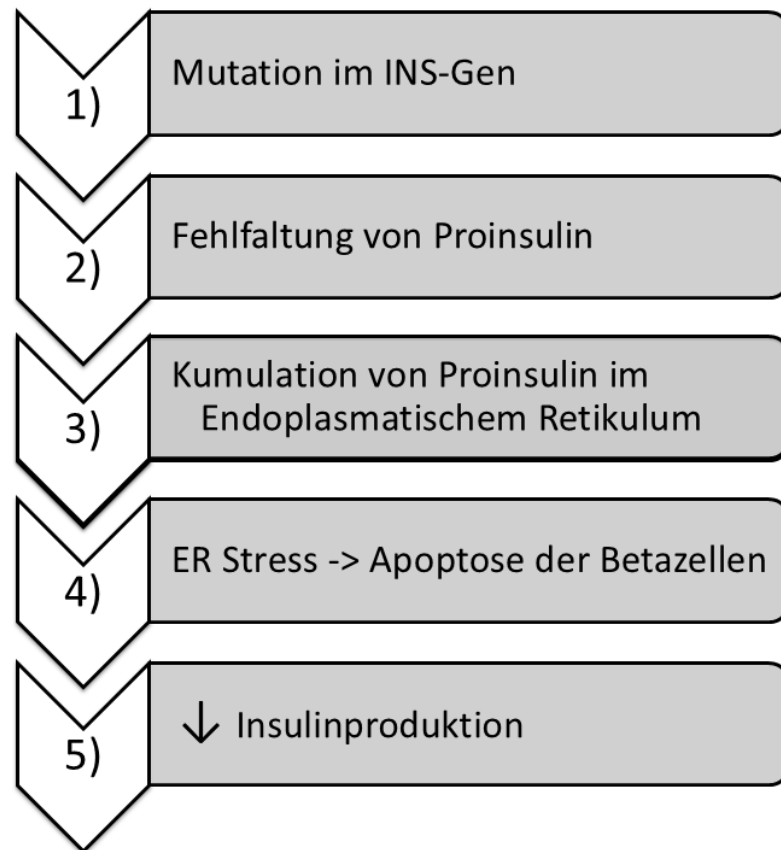 1) Mutation im INS-Gen
2) Fehlfaltung von Proinsulin
3) Kumulation von Proinsulin im
Endoplasmatischem Retikulum
4) ER Stress -> Apoptose der Betazellen
5) ↓ Insulinproduktion